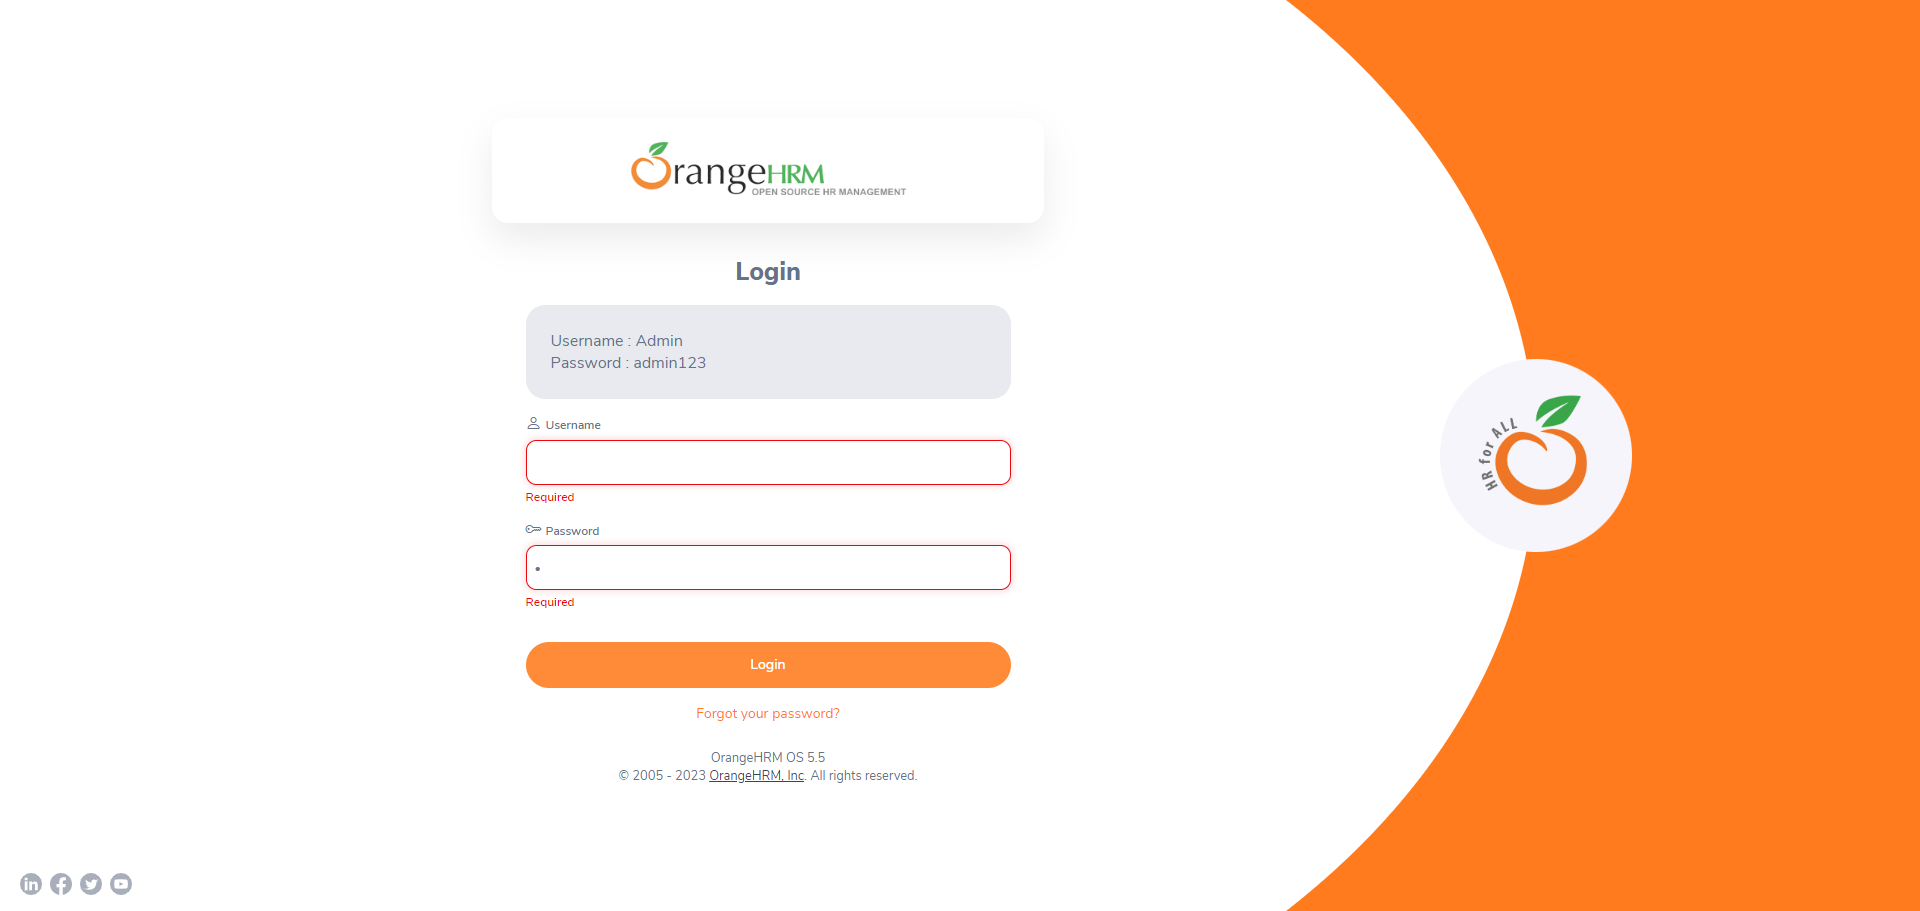 OrangeHRM
OPEN SOURCE HR MANAGEMENT
Login
Username : Admin
Password : admin123
Username
Required
Password
•
Required
Login
Forgot your password?
OrangeHRM OS 5.5
© 2005 - 2023 OrangeHRM, Inc. All rights reserved.
HR for ALL
in